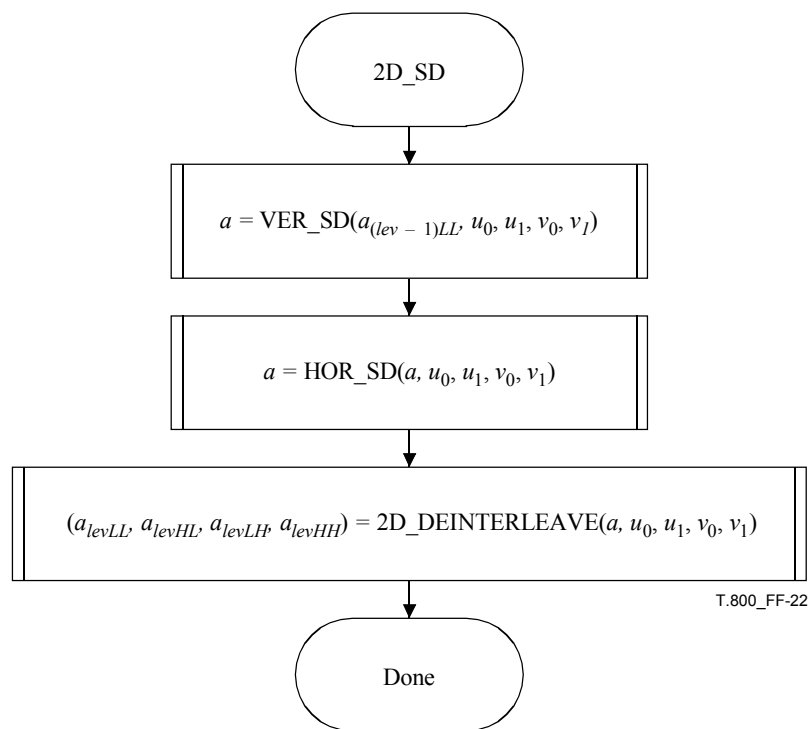 2D_SD
a = VER_SD(a(lev – 1)LL, u0, u1, v0, v1)
a = HOR_SD(a, u0, u1, v0, v1)
(alevLL, alevHL, alevLH, alevHH) = 2D_DEINTERLEAVE(a, u0, u1, v0, v1)
T.800_FF-22
Done